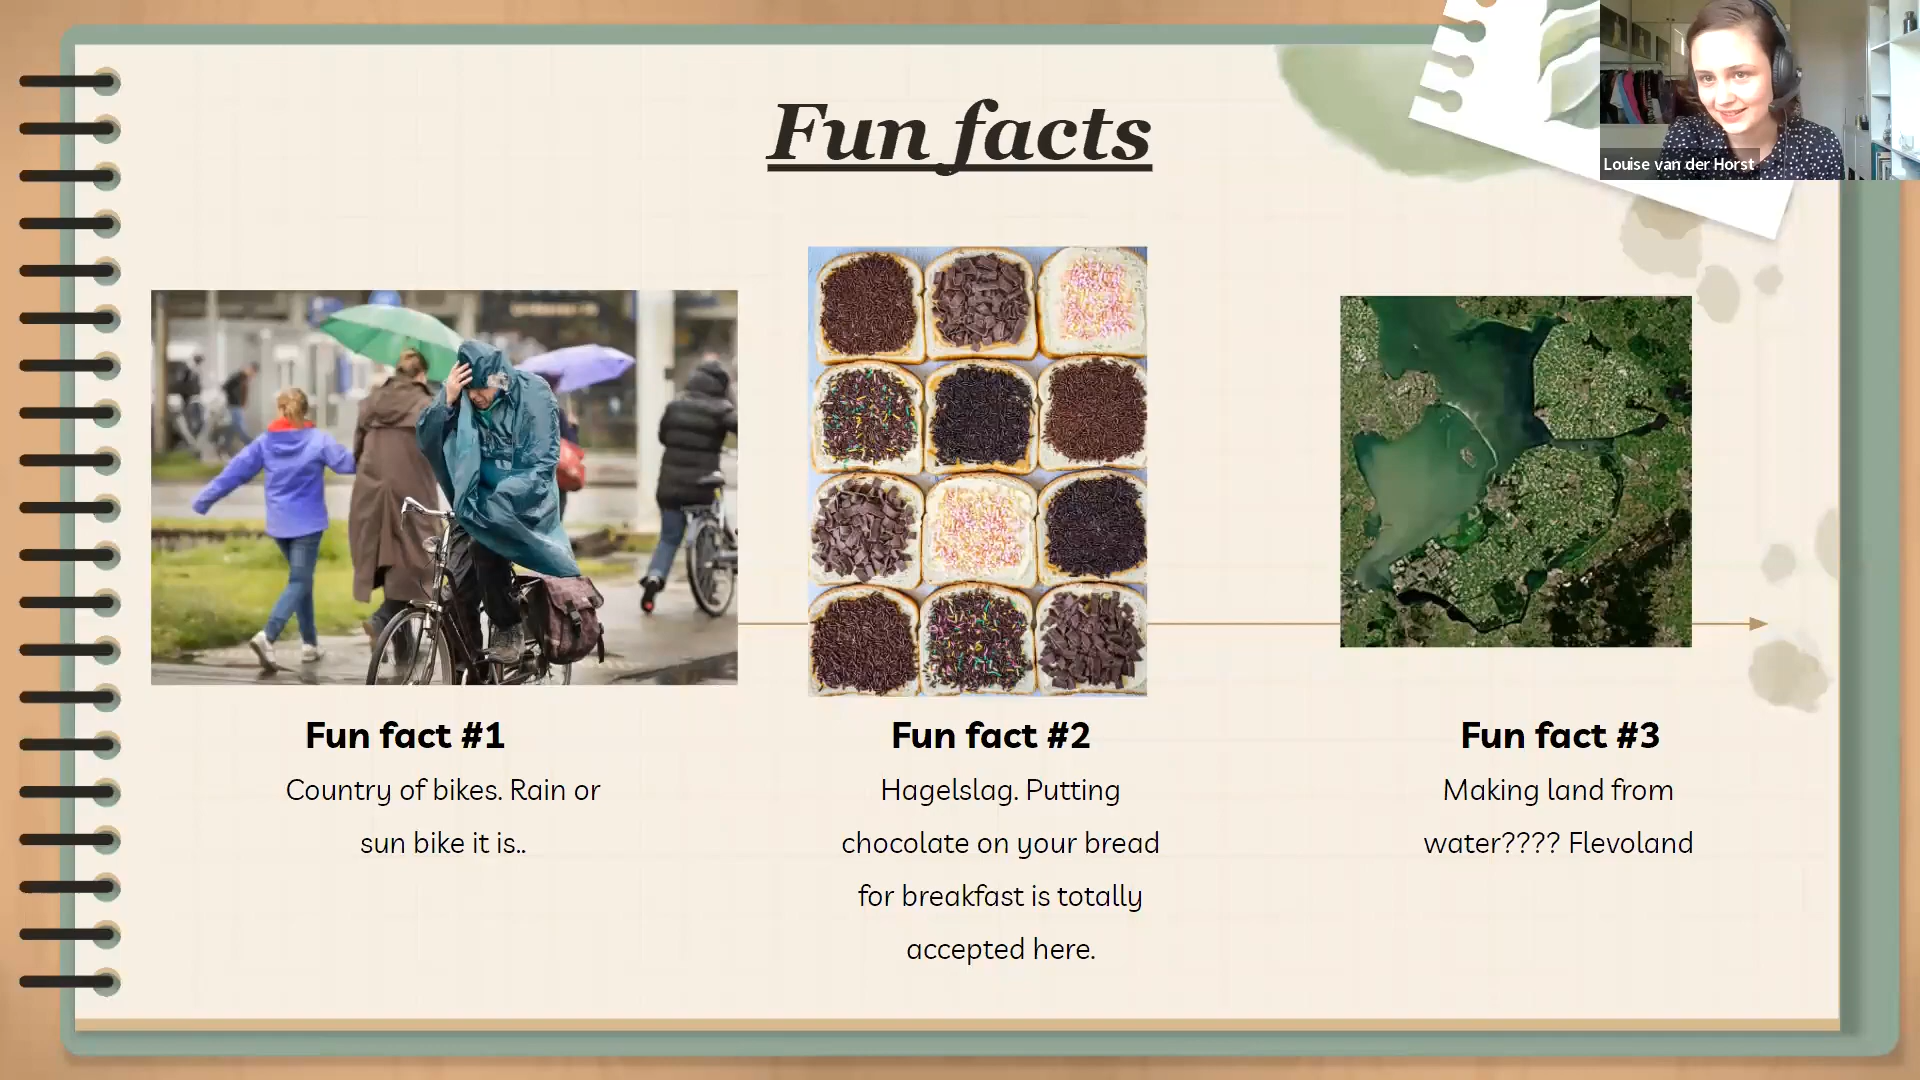 Fun facts
Louise van der Horst
Fun fact #1
Country of bikes. Rain or
sun bike it is..
Fun fact #2
Hagelslag. Putting
chocolate on your bread
for breakfast is totally
accepted here.
Fun fact #3
Making land from
water???? Flevoland